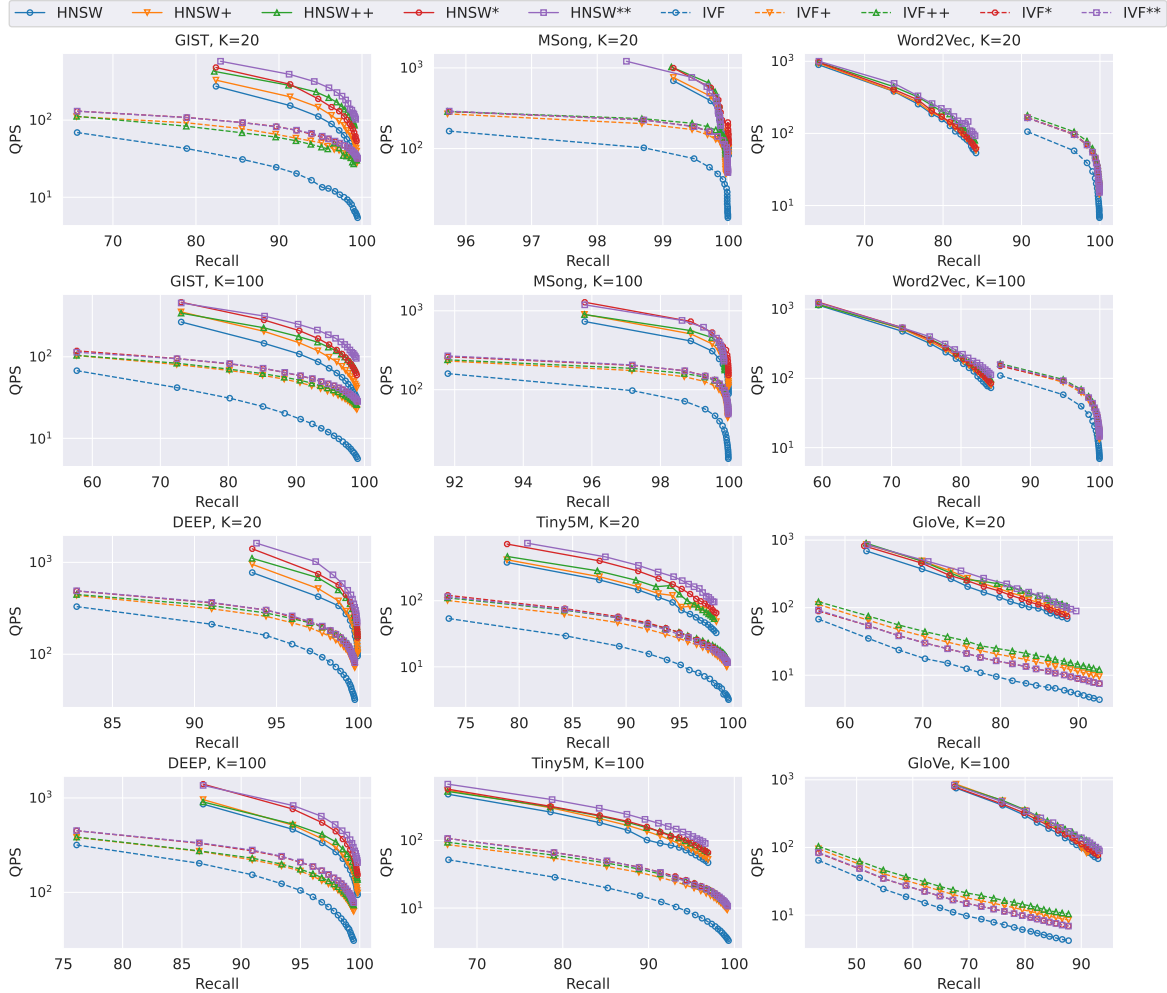 HNSW HNSW+ HNSW++ HNSW* HNSW** IVF IVF+ IVF++ IVF* IVF**
GIST, K=20 MSong, K=20 Word2Vec, K=20
QPS 10² 10¹ QPS 10³ 10² QPS 10³ 10² 10¹
70 80 90 100 96 97 98 99 100 70 80 90 100
Recall Recall Recall
GIST, K=100 MSong, K=100 Word2Vec, K=100
QPS 10² 10¹ QPS 10³ 10² QPS 10³ 10² 10¹
60 70 80 90 100 92 94 96 98 100 60 70 80 90 100
Recall Recall Recall
DEEP, K=20 Tiny5M, K=20 GloVe, K=20
QPS 10³ 10² QPS 10² 10¹ QPS 10³ 10² 10¹
85 90 95 100 75 80 85 90 95 100 60 70 80 90
Recall Recall Recall
DEEP, K=100 Tiny5M, K=100 GloVe, K=100
QPS 10³ 10² QPS 10² 10¹ QPS 10³ 10² 10¹
75 80 85 90 95 100 70 80 90 100 50 60 70 80 90
Recall Recall Recall